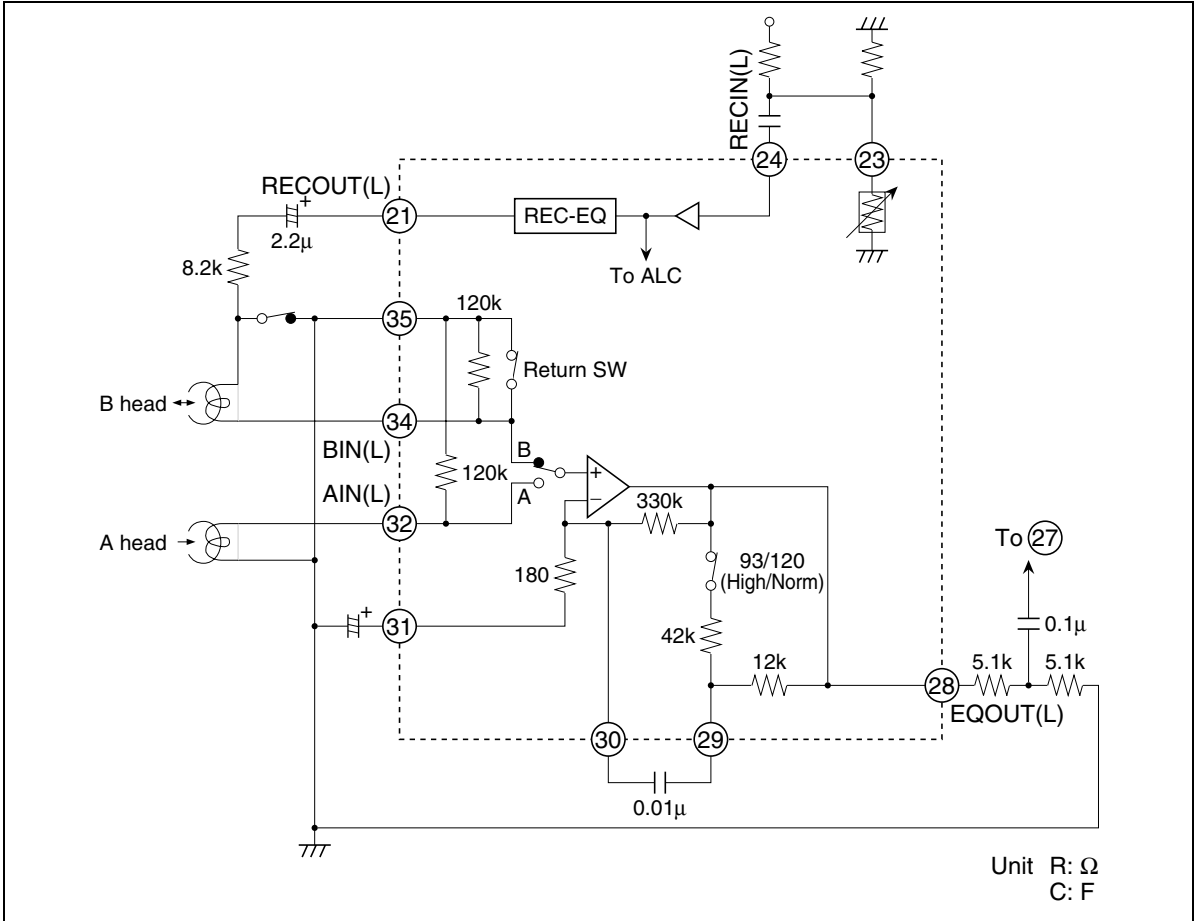 RECIN(L)
24
23
RECOUT(L)
21
REC-EQ
2.2μ
8.2k
To ALC
35
120k
Return SW
B head
34
BIN(L)
B
120k
A
AIN(L)
32
+
−
330k
A head
To 27
180
93/120
(High/Norm)
31
42k
0.1μ
12k
28
5.1k
5.1k
EQOUT(L)
30
29
0.01μ
Unit R: Ω
C: F